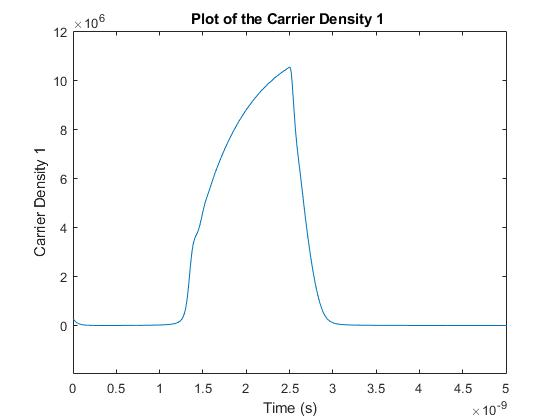 Plot of the Carrier Density 1
×10^6
12
10
8
6
4
2
0
Carrier Density 1
0 0.5 1 1.5 2 2.5 3 3.5 4 4.5 5
Time (s)
×10^-9